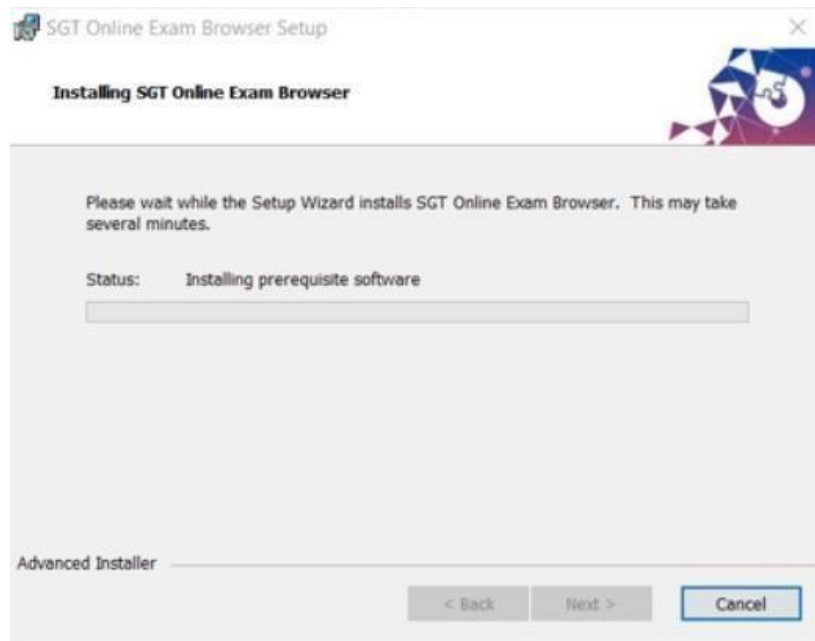 SGT Online Exam Browser Setup
Installing SGT Online Exam Browser
Please wait while the Setup Wizard installs SGT Online Exam Browser. This may take
several minutes.
Status: Installing prerequisite software
Advanced Installer
< Back Next > Cancel